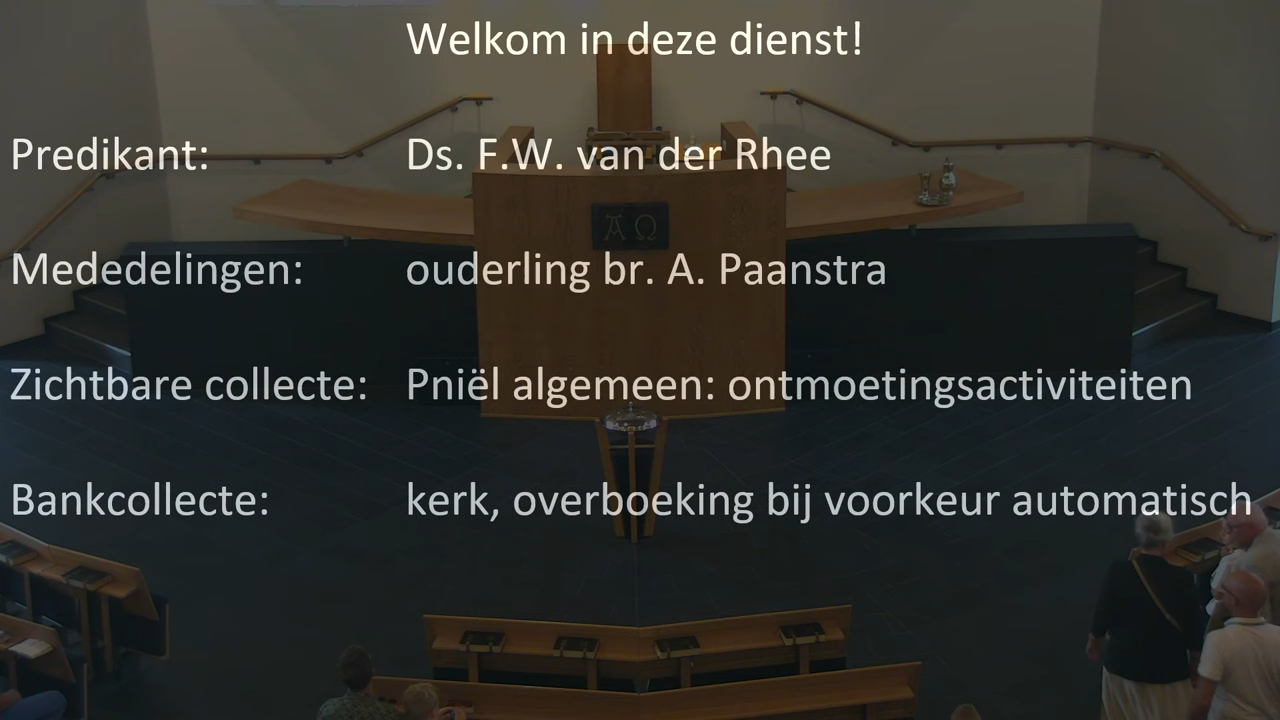 Welkom in deze dienst!
Predikant: Ds. F.W. van der Rhee
Mededelingen: ouderling br. A. Paanstra
Zichtbare collecte: Pniël algemeen: ontmoetingsactiviteiten
Bankcollecte: kerk, overboeking bij voorkeur automatisch
Α Ω